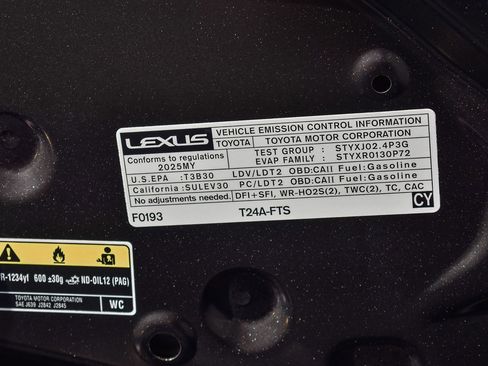 LEXUS VEHICLE EMISSION CONTROL INFORMATION
TOYOTA TOYOTA MOTOR CORPORATION
Conforms to regulations
2025MY
TEST GROUP : STYXJ02.4P3G
EVAP FAMILY : STYXR0130P72
U.S.EPA :T3B30 LDV/LDT2 OBD:CAII Fuel:Gasoline
California:SULEV30 PC/LDT2 OBD:CAII Fuel:Gasoline
No adjustments needed. DFI+SFI, WR-HO2S(2), TWC(2), TC, CAC
F0193 T24A-FTS CY
R-1234yf 600 ±30g ND-OIL12 (PAG)
TOYOTA MOTOR CORPORATION
SAE J639 J2842 J2845
WC